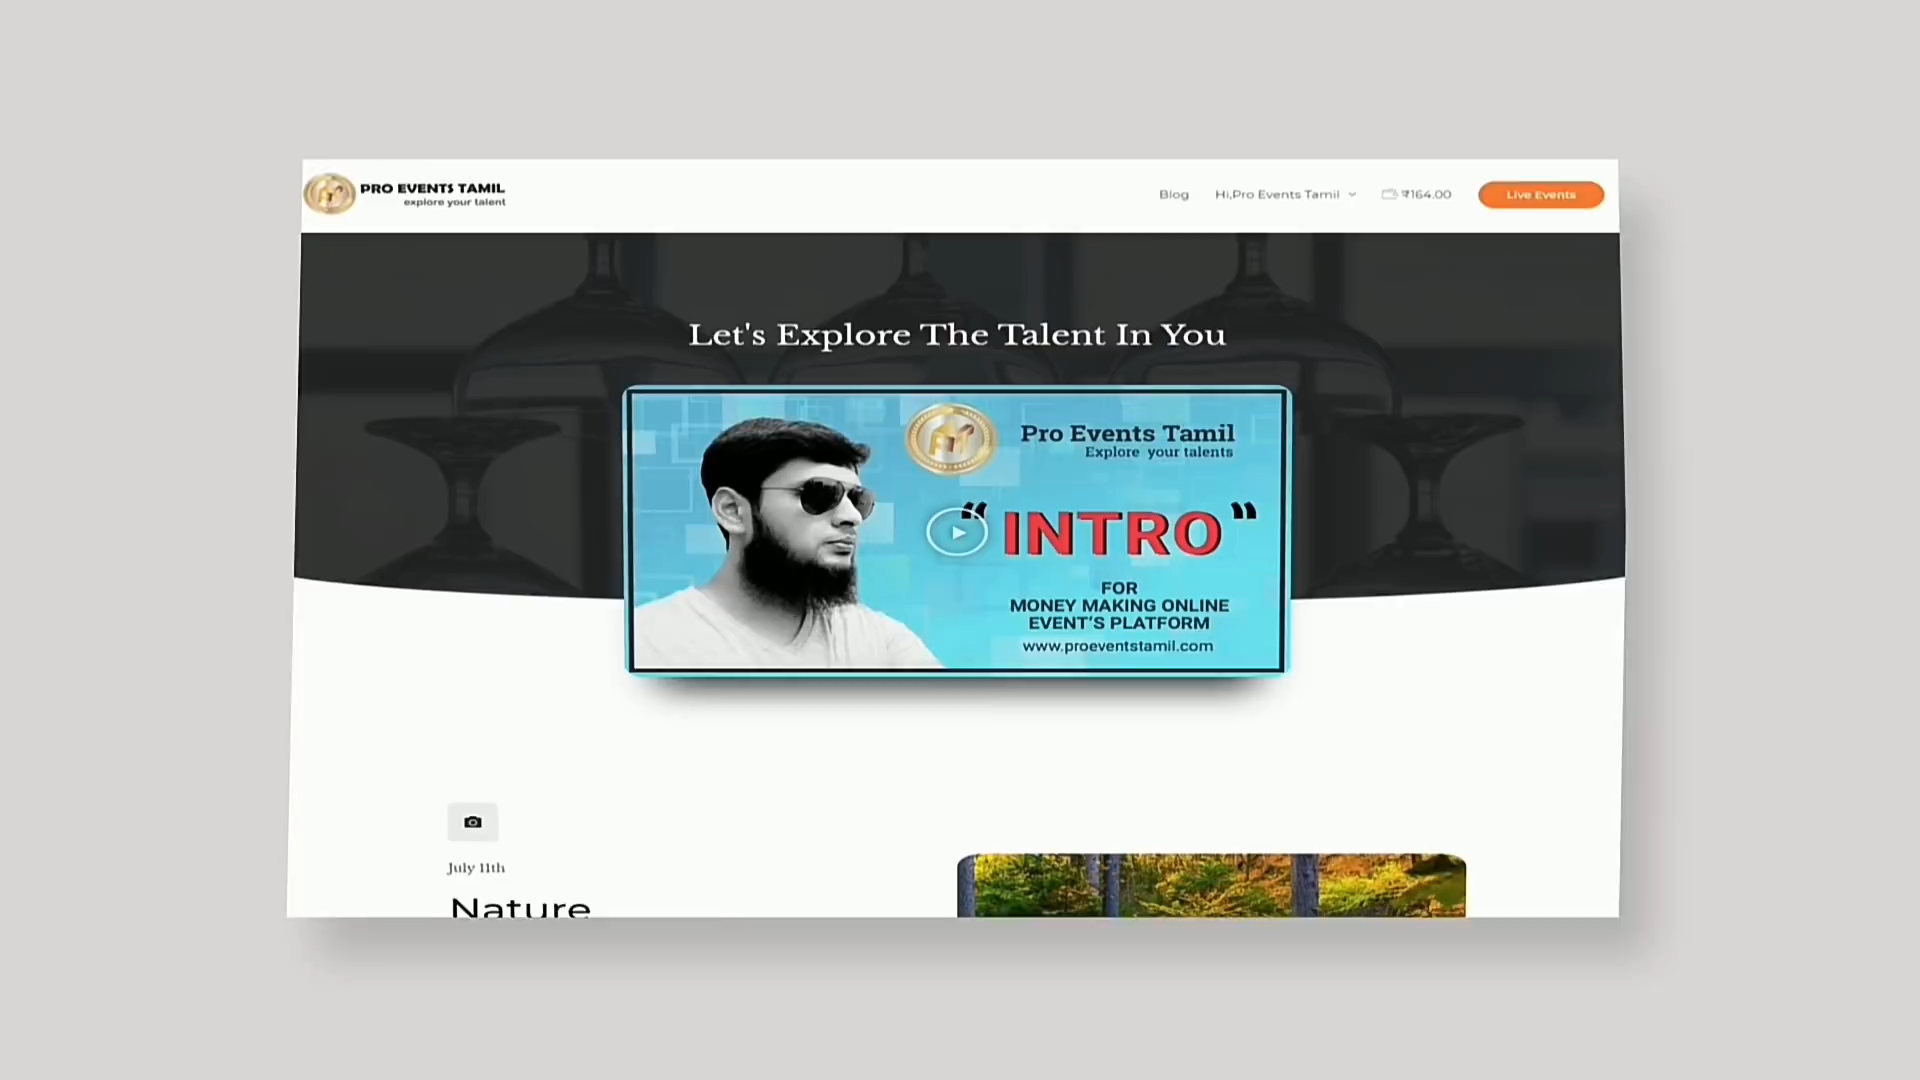 PRO EVENTS TAMIL
explore your talent
Blog
Hi,Pro Events Tamil
₹164.00
Live Events
Let's Explore The Talent In You
Pro Events Tamil
Explore your talents
“ INTRO ”
FOR
MONEY MAKING ONLINE
EVENT'S PLATFORM
www.proeventstamil.com
July 11th
Nature